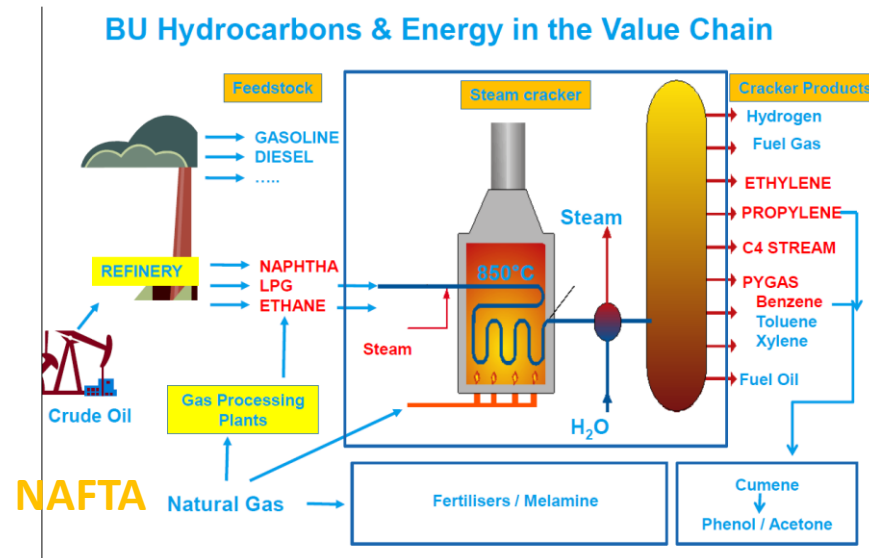 BU Hydrocarbons & Energy in the Value Chain
Feedstock
Steam cracker
Cracker Products
GASOLINE
DIESEL
.....
REFINERY
NAPHTHA
LPG
ETHANE
Crude Oil
Gas Processing
Plants
NAFTA
Natural Gas
Steam
850°C
Steam
H₂O
Hydrogen
Fuel Gas
ETHYLENE
PROPYLENE
C4 STREAM
PYGAS
Benzene
Toluene
Xylene
Fuel Oil
Fertilisers / Melamine
Cumene
Phenol / Acetone